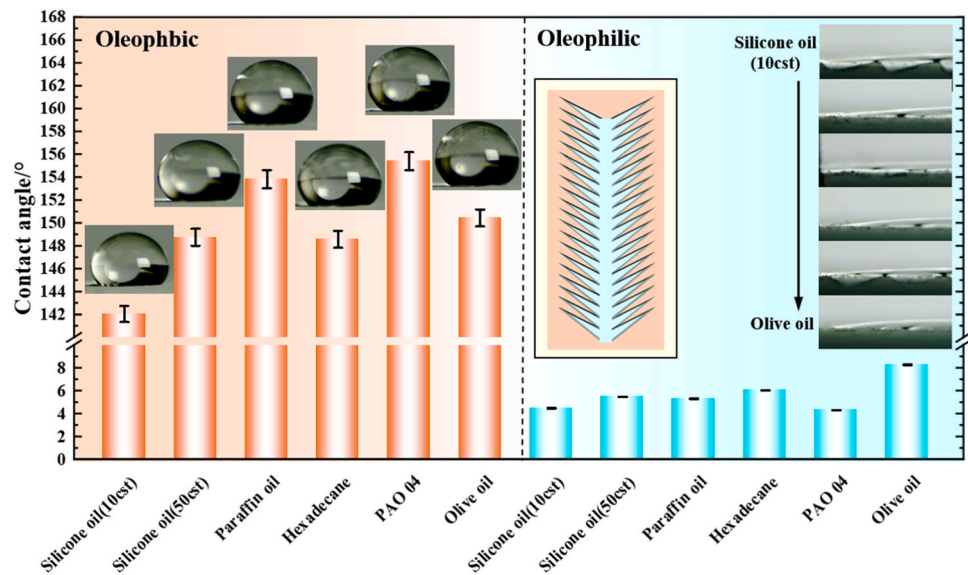 Oleophbic
Oleophilic
Silicone oil
(10cst)
Olive oil
Contact angle/°
168
166
164
162
160
158
156
154
152
150
148
146
144
142
8
6
4
2
0
Silicone oil(10cst)
Silicone oil(50cst)
Paraffin oil
Hexadecane
PAO 04
Olive oil
Silicone oil(10cst)
Silicone oil(50cst)
Paraffin oil
Hexadecane
PAO 04
Olive oil